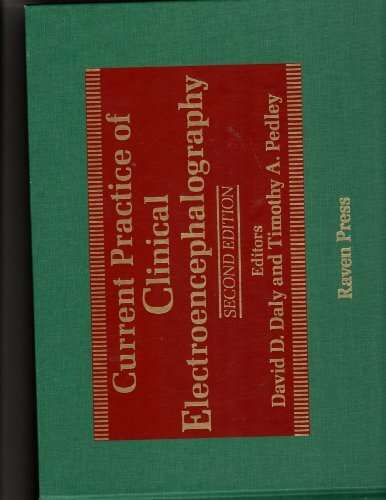 Current Practice of
Clinical
Electroencephalography
SECOND EDITION
Editors
David D. Daly and Timothy A. Pedley
Raven Press